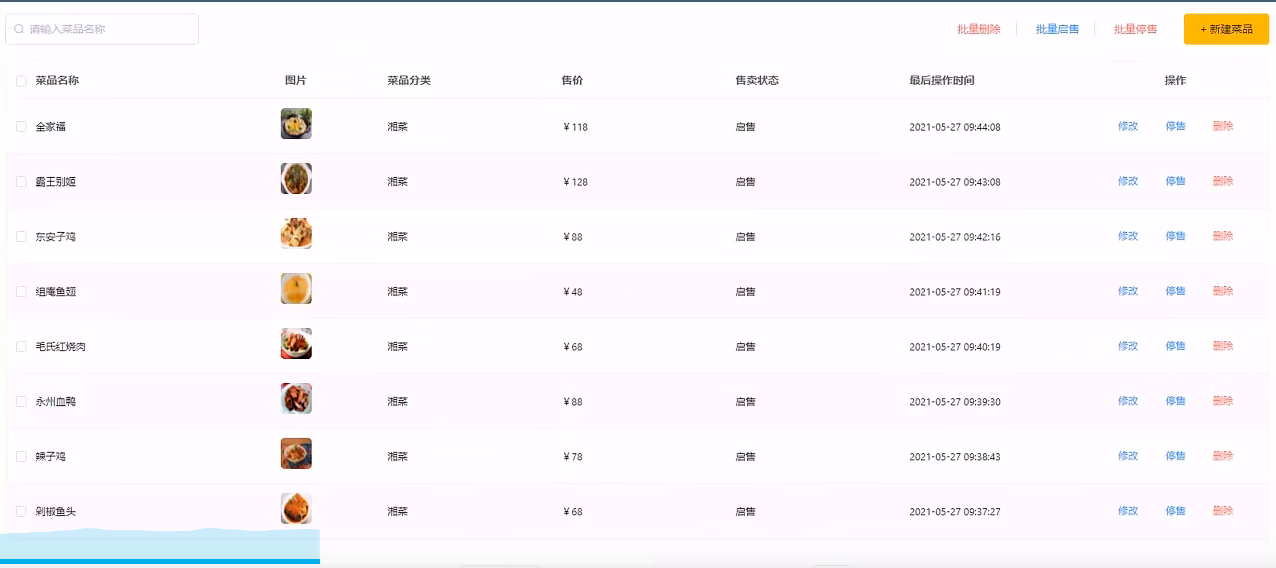 请输入菜品名称 批量删除 批量启售 批量停售 + 新建菜品
菜品名称 图片 菜品分类 售价 售卖状态 最后操作时间 操作
全家福 湘菜 ¥118 启售 2021-05-27 09:44:08 修改 停售 删除
霸王别姬 湘菜 ¥128 启售 2021-05-27 09:43:08 修改 停售 删除
东安子鸡 湘菜 ¥88 启售 2021-05-27 09:42:16 修改 停售 删除
组庵鱼翅 湘菜 ¥48 启售 2021-05-27 09:41:19 修改 停售 删除
毛氏红烧肉 湘菜 ¥68 启售 2021-05-27 09:40:19 修改 停售 删除
永州血鸭 湘菜 ¥88 启售 2021-05-27 09:39:30 修改 停售 删除
辣子鸡 湘菜 ¥78 启售 2021-05-27 09:38:43 修改 停售 删除
剁椒鱼头 湘菜 ¥68 启售 2021-05-27 09:37:27 修改 停售 删除